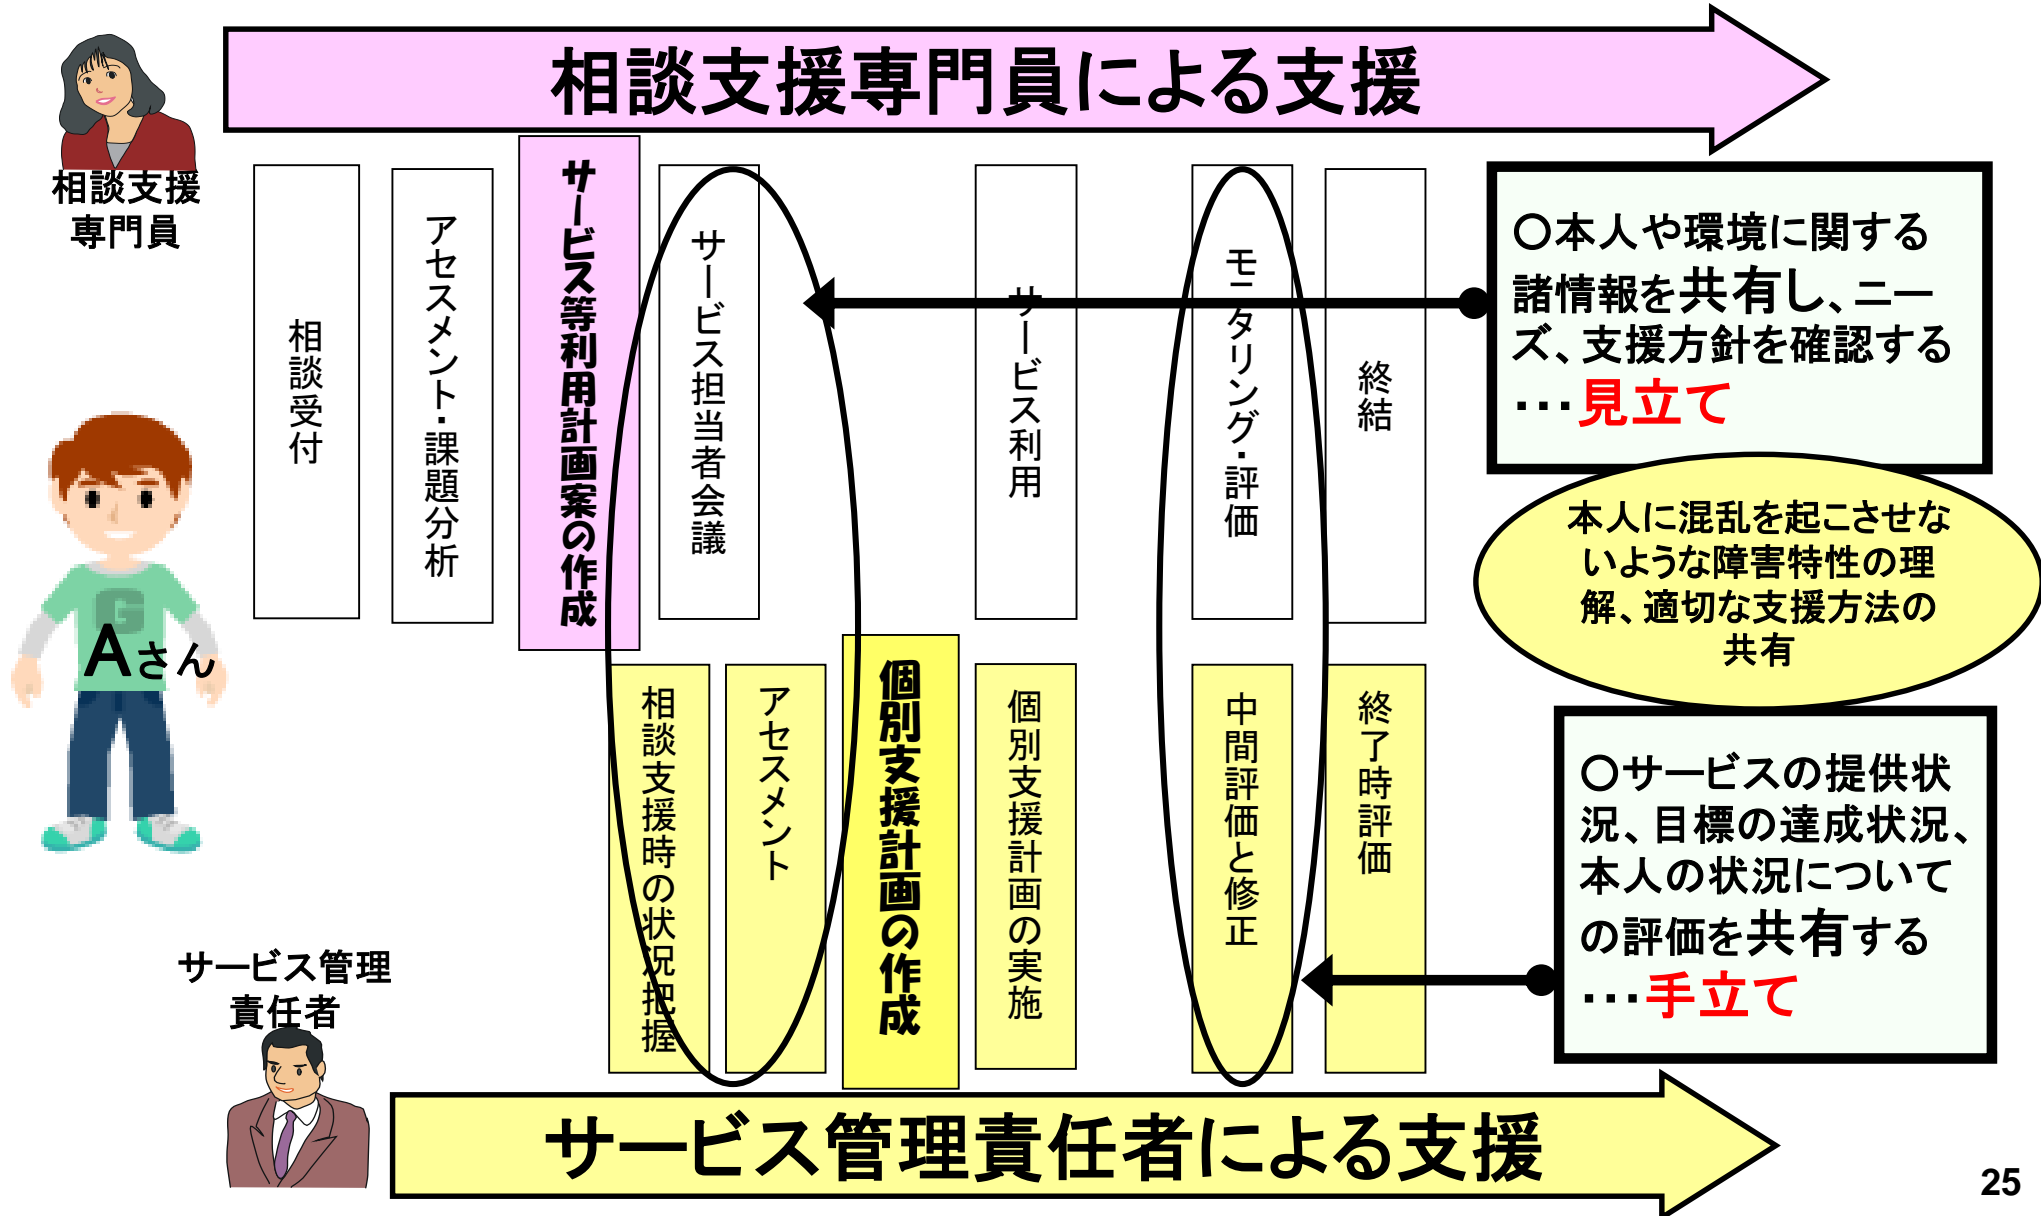 相談支援専門員による支援
相談支援
専門員
相談受付
アセスメント・課題分析
サービス等利用計画案の作成
サービス担当者会議
サービス利用
モニタリング・評価
終結
〇本人や環境に関する
諸情報を共有し、ニー
ズ、支援方針を確認する
・・・見立て
本人に混乱を起こさせな
いような障害特性の理
解、適切な支援方法の
共有
G
Aさん
相談支援時の状況把握
アセスメント
個別支援計画の作成
個別支援計画の実施
中間評価と修正
終了時評価
〇サービスの提供状
況、目標の達成状況、
本人の状況について
の評価を共有する
・・・手立て
サービス管理
責任者
サービス管理責任者による支援
25